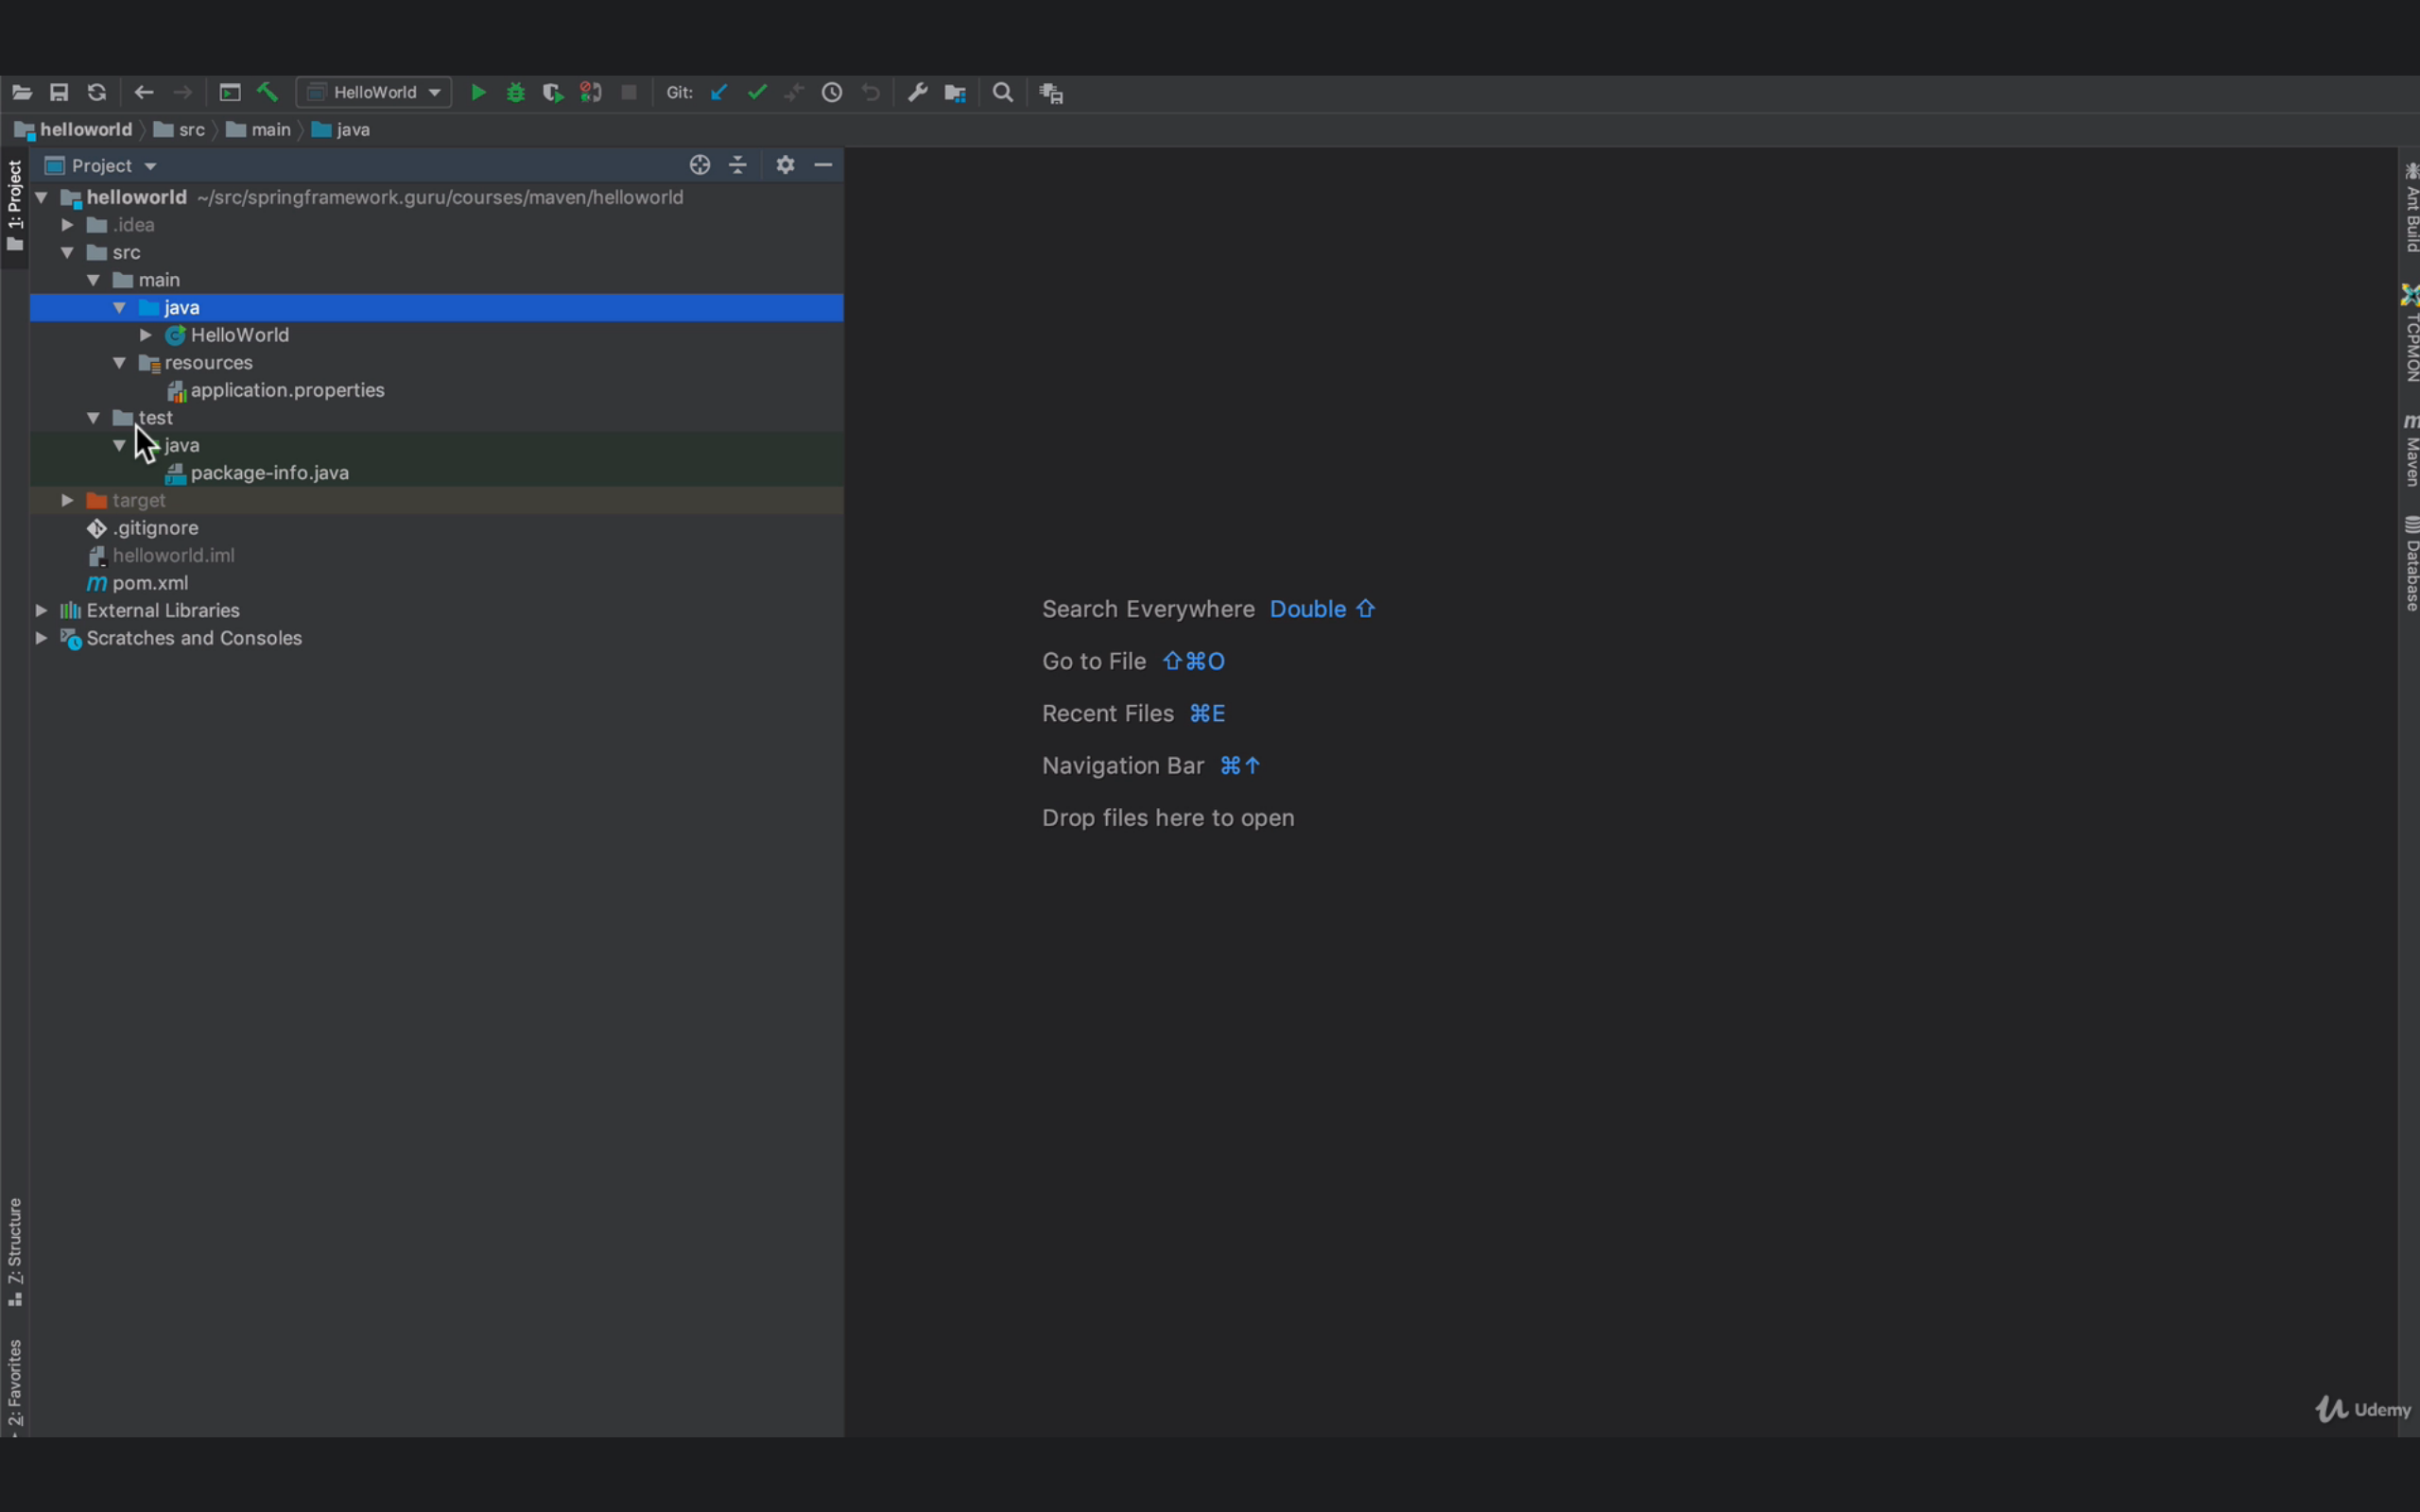 HelloWorld Git:
helloworld src main java
Project
1: Project
helloworld ~/src/springframework.guru/courses/maven/helloworld
.idea
src
main
java
HelloWorld
resources
application.properties
test
java
package-info.java
target
.gitignore
helloworld.iml
m pom.xml
External Libraries
Scratches and Consoles
7: Structure
2: Favorites
Search Everywhere Double ⇧
Go to File ⇧⌘O
Recent Files ⌘E
Navigation Bar ⌘↑
Drop files here to open
Ant Build
TCPMON
m Maven
Database
Udemy